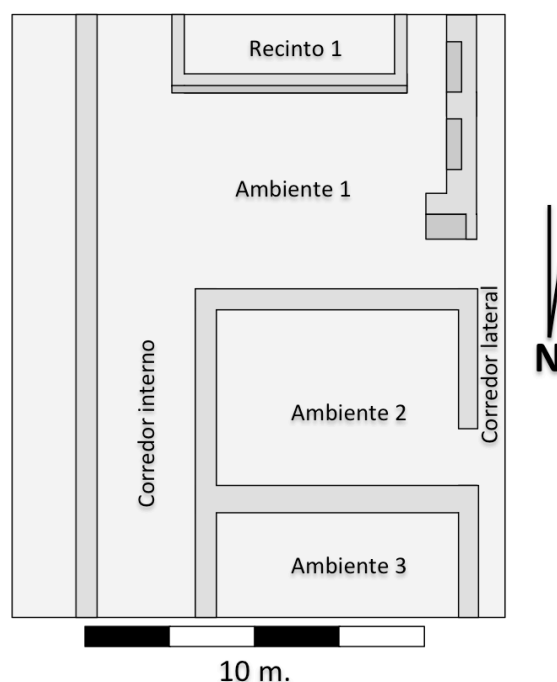 Recinto 1
Ambiente 1
Corredor lateral
N
Corredor interno
Ambiente 2
Ambiente 3
10 m.